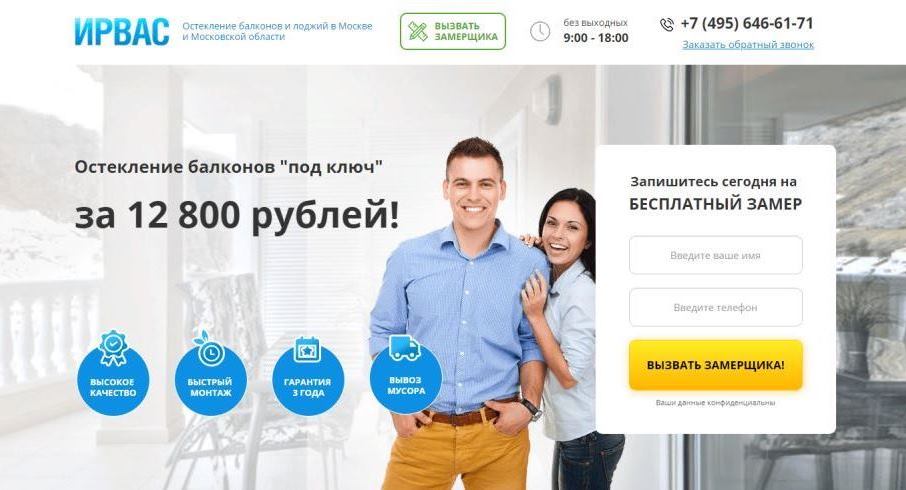 ИРВАС
Остекление балконов и лоджий в Москве
и Московской области
ВЫЗВАТЬ
ЗАМЕРЩИКА
без выходных
9:00 - 18:00
+7 (495) 646-61-71
Заказать обратный звонок
Остекление балконов "под ключ"
за 12 800 рублей!
ВЫСОКОЕ
КАЧЕСТВО
БЫСТРЫЙ
МОНТАЖ
ГАРАНТИЯ
3 ГОДА
ВЫВОЗ
МУСОРА
Запишитесь сегодня на
БЕСПЛАТНЫЙ ЗАМЕР
Введите ваше имя
Введите телефон
ВЫЗВАТЬ ЗАМЕРЩИКА!
Ваши данные конфиденциальны